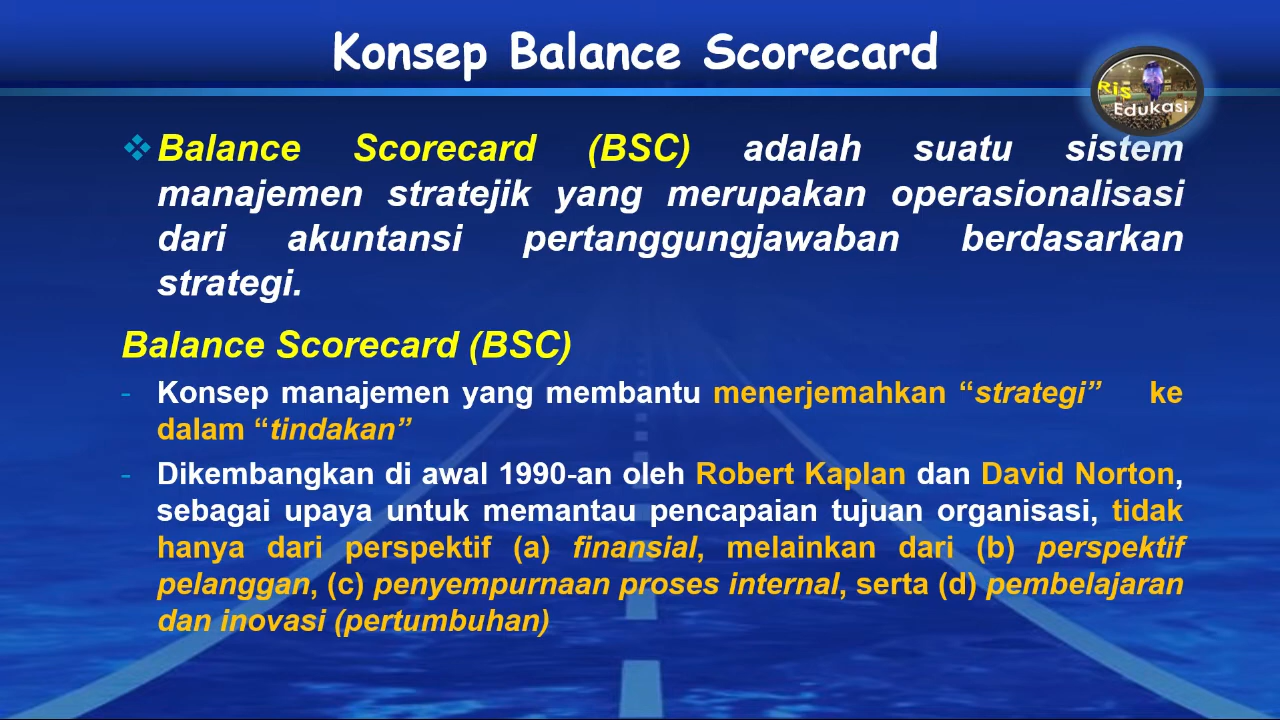 Konsep Balance Scorecard
Ris
Edukasi
❖ Balance Scorecard (BSC) adalah suatu sistem
manajemen stratejik yang merupakan operasionalisasi
dari akuntansi pertanggungjawaban berdasarkan
strategi.
Balance Scorecard (BSC)
- Konsep manajemen yang membantu menerjemahkan “strategi” ke
dalam “tindakan”
- Dikembangkan di awal 1990-an oleh Robert Kaplan dan David Norton,
sebagai upaya untuk memantau pencapaian tujuan organisasi, tidak
hanya dari perspektif (a) finansial, melainkan dari (b) perspektif
pelanggan, (c) penyempurnaan proses internal, serta (d) pembelajaran
dan inovasi (pertumbuhan)